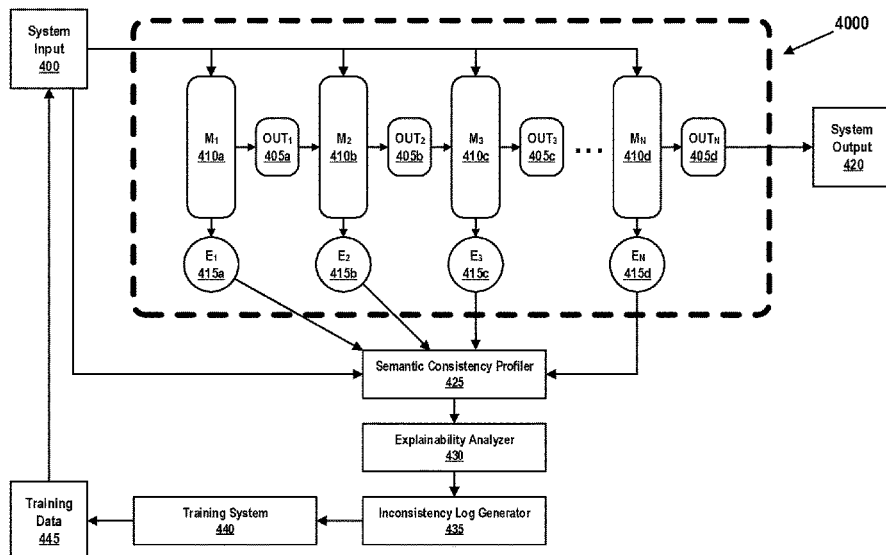 System
Input
400
4000
M1
410a
OUT1
405a
M2
410b
OUT2
405b
M3
410c
OUT3
405c
...
MN
410d
OUTN
405d
System
Output
420
E1
415a
E2
415b
E3
415c
EN
415d
Semantic Consistency Profiler
425
Explainability Analyzer
430
Inconsistency Log Generator
435
Training System
440
Training
Data
445